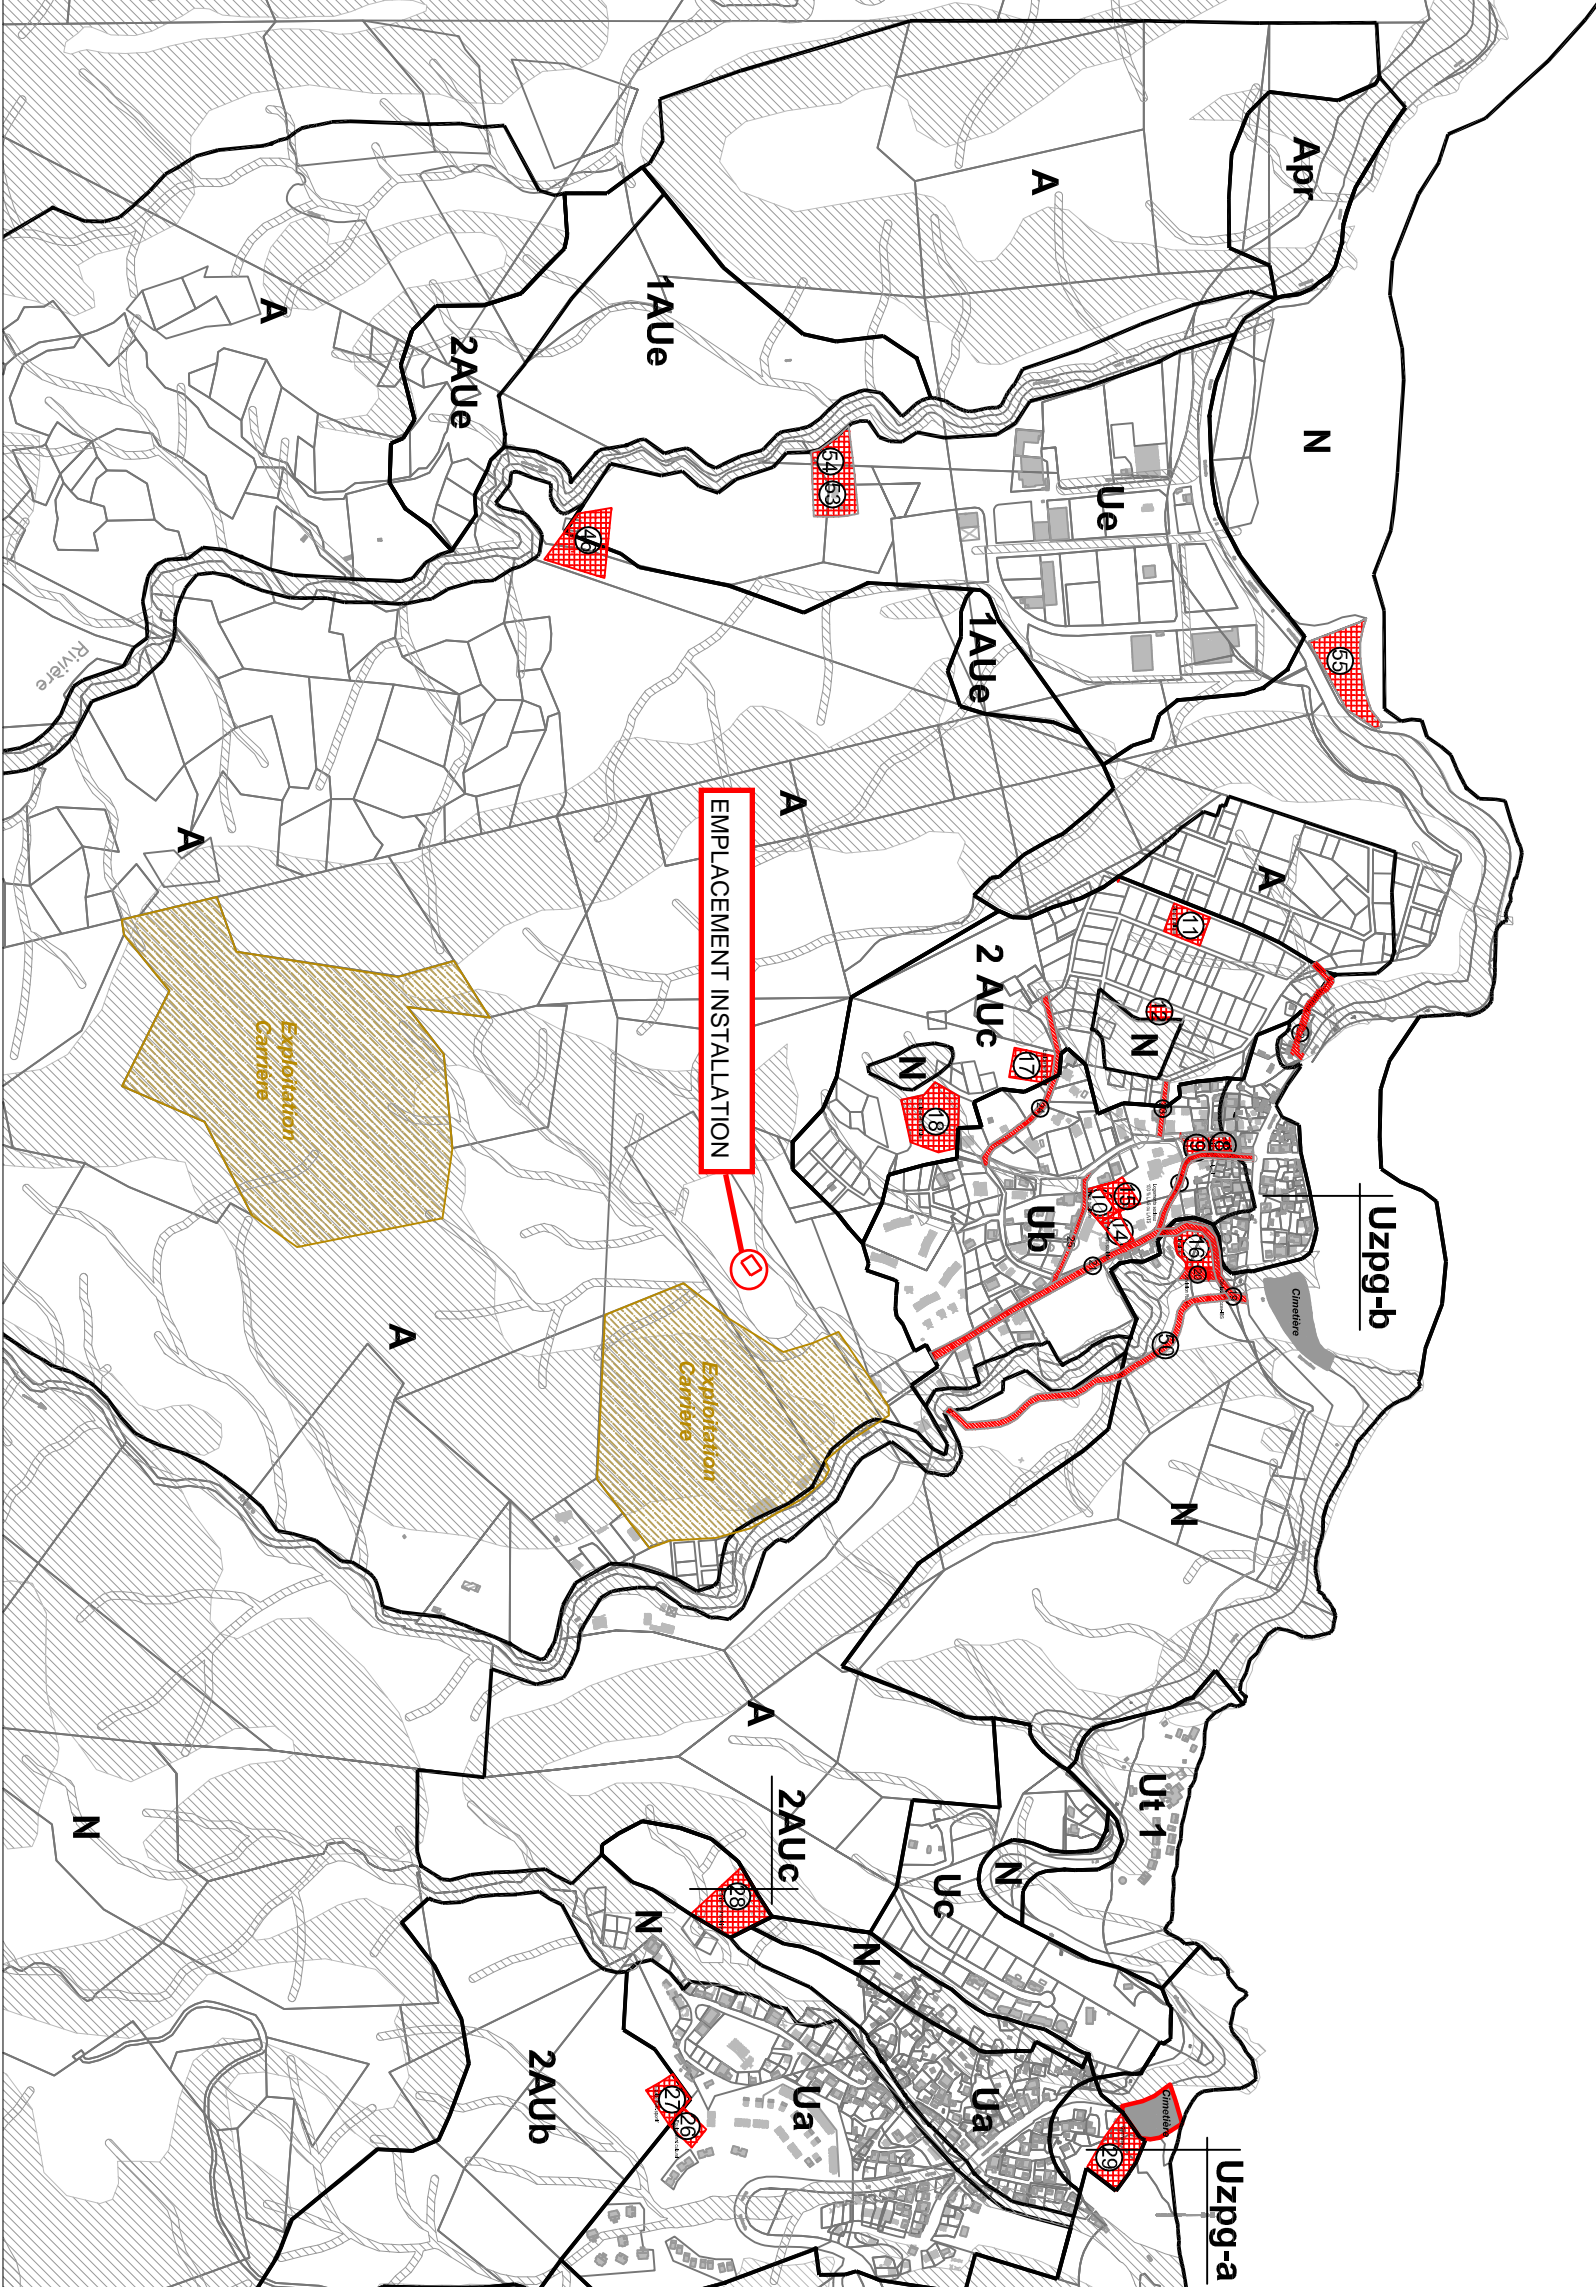 Apr
A
N
A
1AUe
2AUe
Ue
54
53
46
55
1AUe
Rivière
A
A
A
11
12
N
2 AUc
17
N
18
EMPLACEMENT INSTALLATION
Exploitation
Carrière
Uzpg-b
Ub
15
10
14
16
50
Cimetière
A
Exploitation
Carrière
N
A
Ut 1
N
2AUc
28
Uc
N
N
N
2AUb
27
26
Ua
Ua
Cimetière
29
Uzpg-a